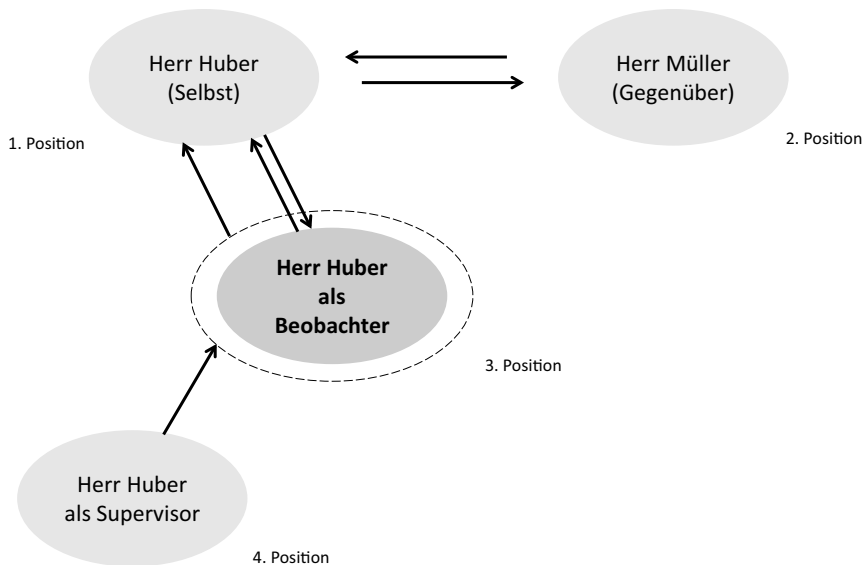 Herr Huber
(Selbst)
Herr Müller
(Gegenüber)
1. Position
2. Position
Herr Huber
als
Beobachter
3. Position
Herr Huber
als Supervisor
4. Position